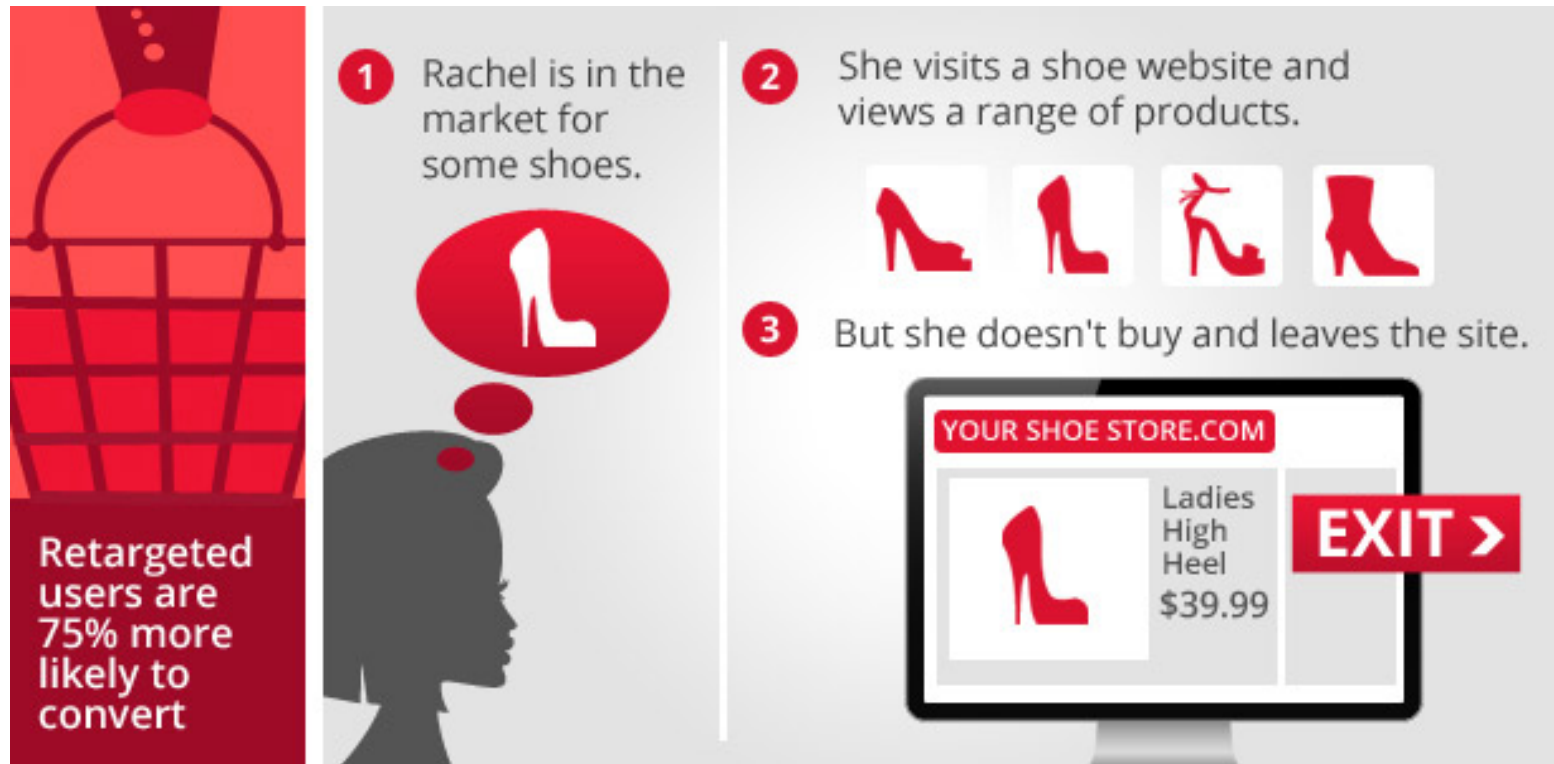 Retargeted
users are
75% more
likely to
convert
1
Rachel is in the
market for
some shoes.
2
She visits a shoe website and
views a range of products.
3
But she doesn't buy and leaves the site.
YOUR SHOE STORE.COM
Ladies
High
Heel
$39.99
EXIT >